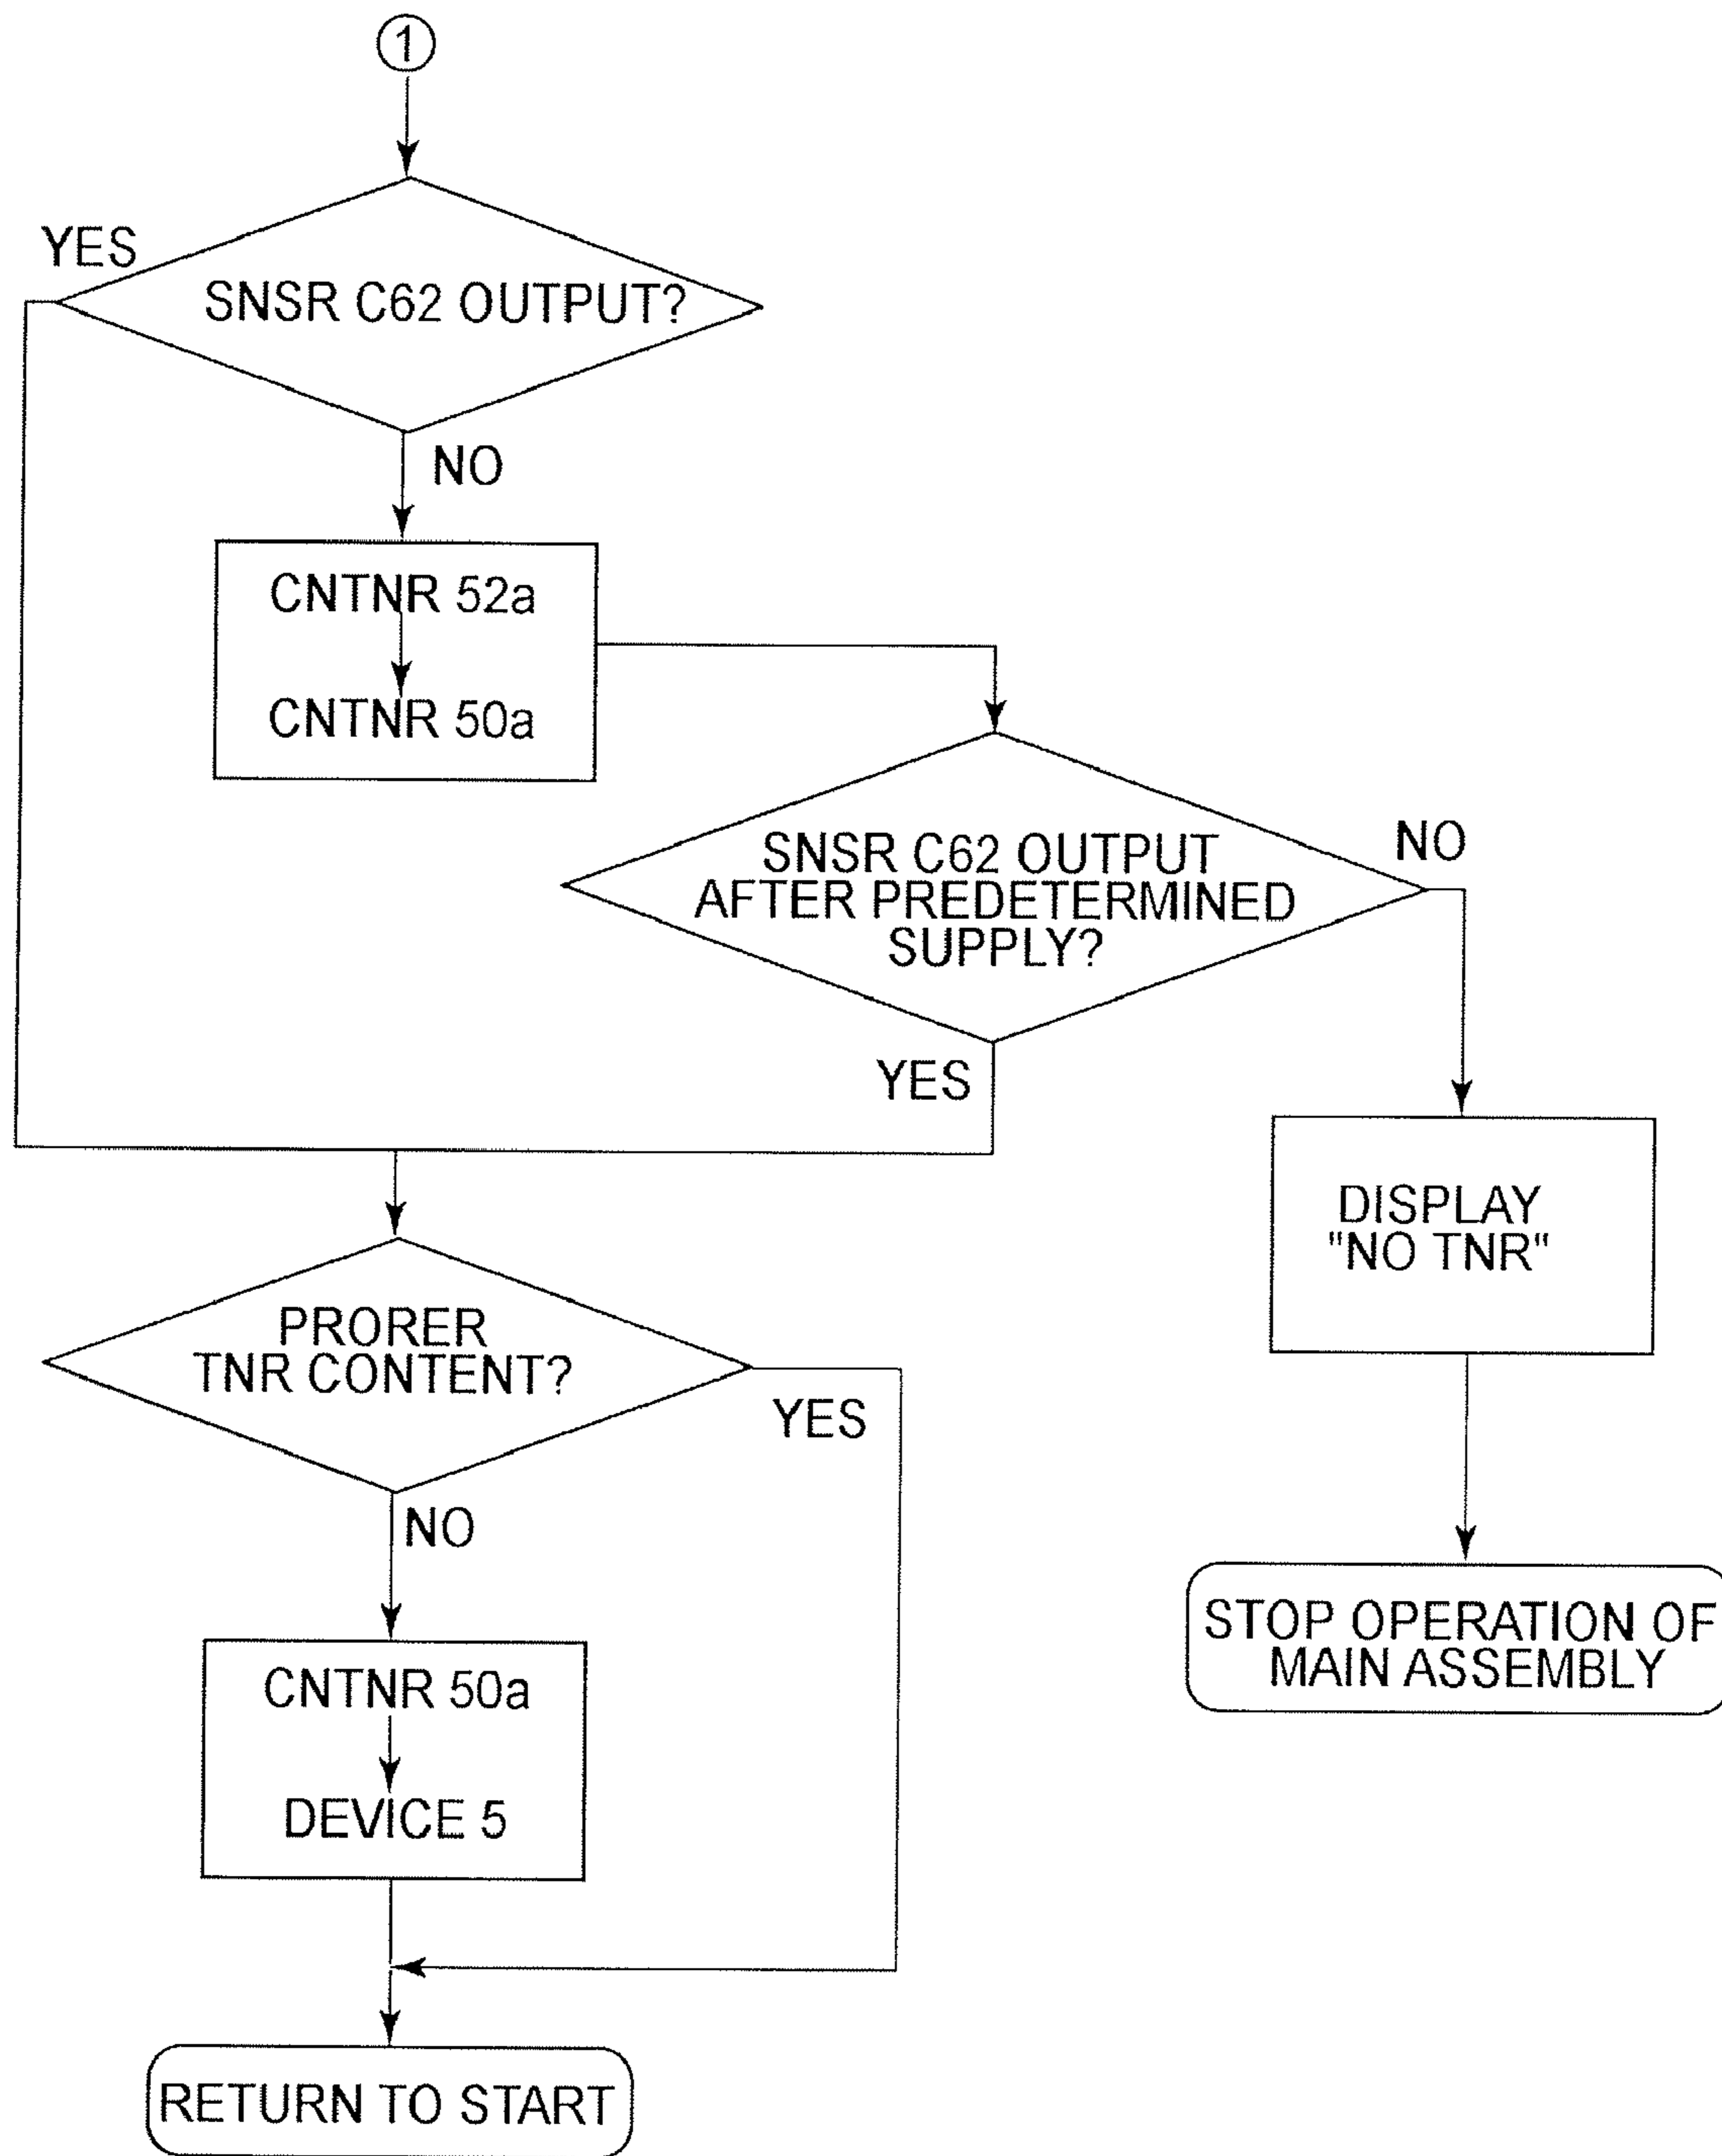 1
YES
SNSR C62 OUTPUT?
NO
CNTNR 52a
CNTNR 50a
SNSR C62 OUTPUT
AFTER PREDETERMINED
SUPPLY?
NO
YES
DISPLAY
"NO TNR"
PRORER
TNR CONTENT?
YES
NO
STOP OPERATION OF
MAIN ASSEMBLY
CNTNR 50a
DEVICE 5
RETURN TO START